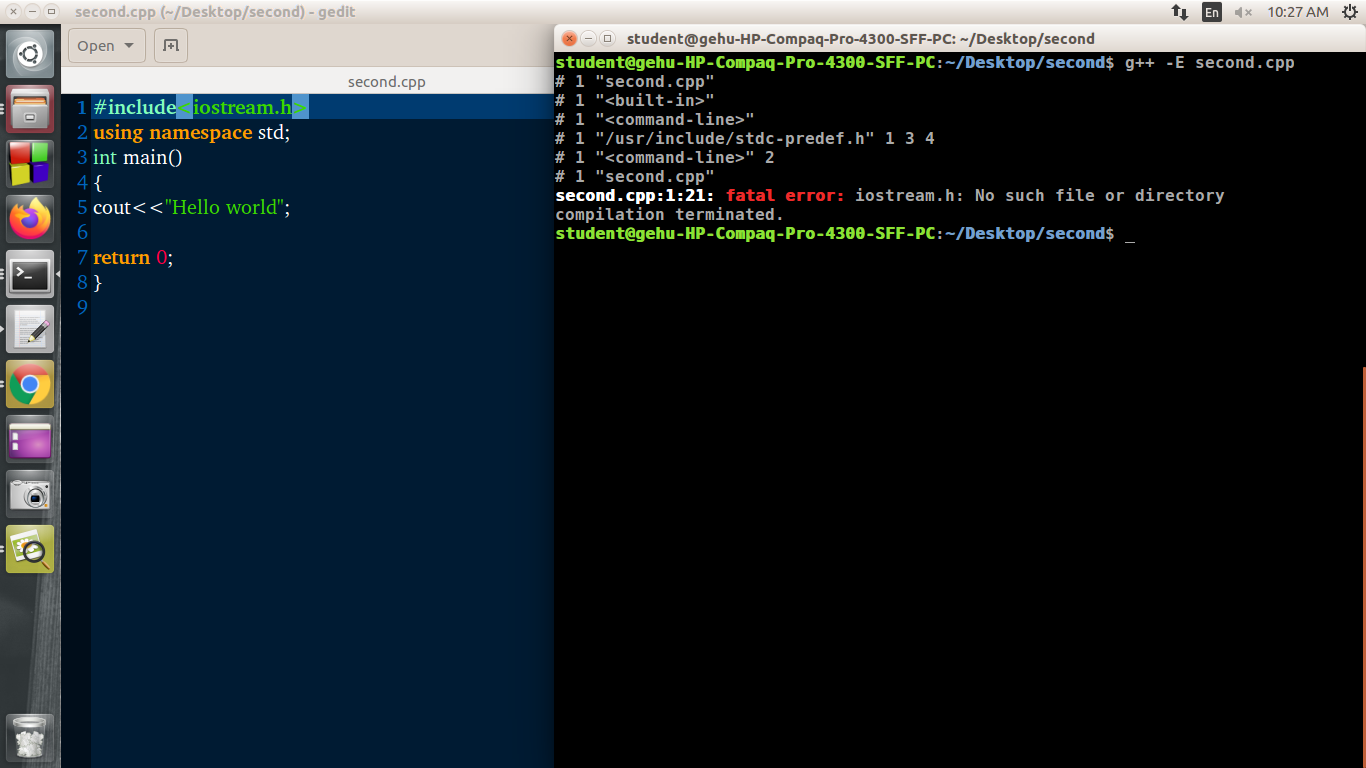 second.cpp (~/Desktop/second) - gedit
En
10:27 AM
Open
second.cpp
1 #include<iostream.h>
2 using namespace std;
3 int main()
4 {
5 cout<<"Hello world";
6
7 return 0;
8 }
9
student@gehu-HP-Compaq-Pro-4300-SFF-PC: ~/Desktop/second
student@gehu-HP-Compaq-Pro-4300-SFF-PC:~/Desktop/second$ g++ -E second.cpp
# 1 "second.cpp"
# 1 "<built-in>"
# 1 "<command-line>"
# 1 "/usr/include/stdc-predef.h" 1 3 4
# 1 "<command-line>" 2
# 1 "second.cpp"
second.cpp:1:21: fatal error: iostream.h: No such file or directory
compilation terminated.
student@gehu-HP-Compaq-Pro-4300-SFF-PC:~/Desktop/second$ _